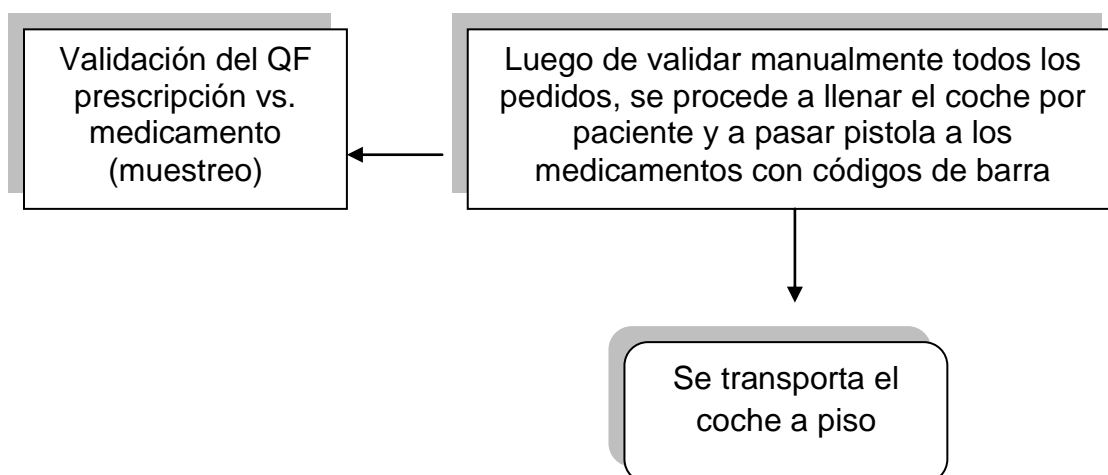 Validación del QF
prescripción vs.
medicamento
(muestreo)
Luego de validar manualmente todos los
pedidos, se procede a llenar el coche por
paciente y a pasar pistola a los
medicamentos con códigos de barra
Se transporta el
coche a piso